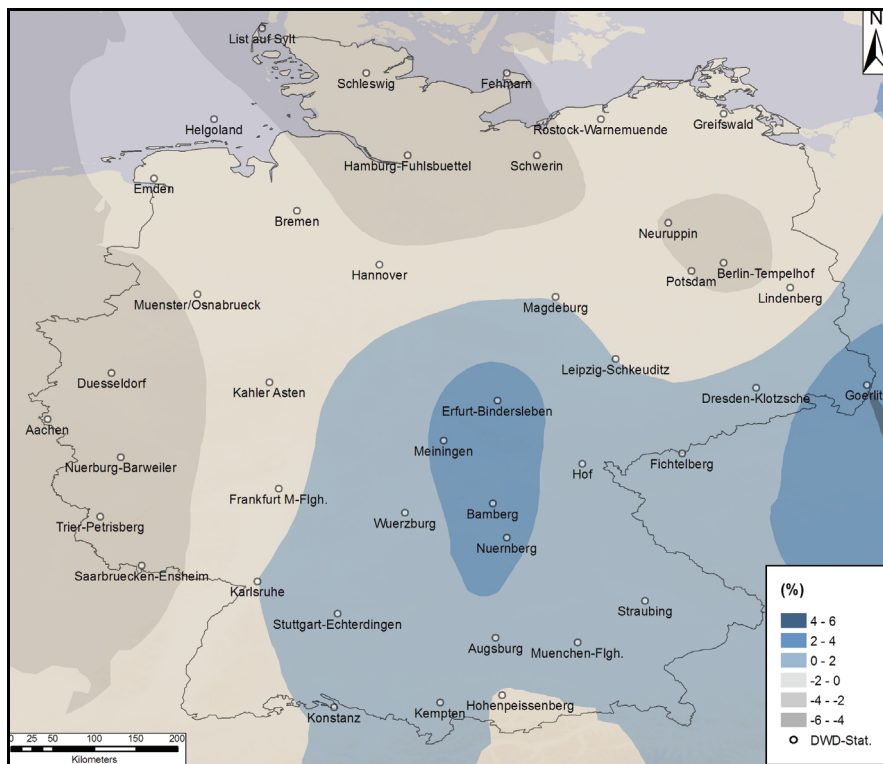 N
List auf Sylt
Schleswig
Fehmarn
Helgoland
Rostock-Warnemuende
Greifswald
Hamburg-Fuhlsbuettel
Schwerin
Emden
Bremen
Neuruppin
Hannover
Potsdam
Berlin-Tempelhof
Muenster/Osnabrueck
Magdeburg
Lindenberg
Leipzig-Schkeuditz
Duesseldorf
Kahler Asten
Dresden-Klotzsche
Goerlit
Erfurt-Bindersleben
Aachen
Meiningen
Nuerburg-Barweiler
Hof
Fichtelberg
Frankfurt M-Flgh.
Wuerzburg
Bamberg
Trier-Petrisberg
Nuernberg
Saarbruecken-Ensheim
Karlsruhe
Stuttgart-Echterdingen
Straubing
Augsburg
Muenchen-Flgh.
Hohenpeissenberg
Konstanz
Kempten
(%)
4 - 6
2 - 4
0 - 2
-2 - 0
-4 - -2
-6 - -4
DWD-Stat.
0 25 50 100 150 200
Kilometers